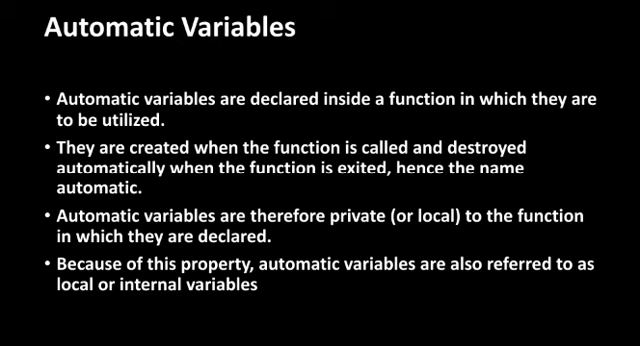 Automatic Variables
• Automatic variables are declared inside a function in which they are
to be utilized.
• They are created when the function is called and destroyed
automatically when the function is exited, hence the name
automatic.
• Automatic variables are therefore private (or local) to the function
in which they are declared.
• Because of this property, automatic variables are also referred to as
local or internal variables